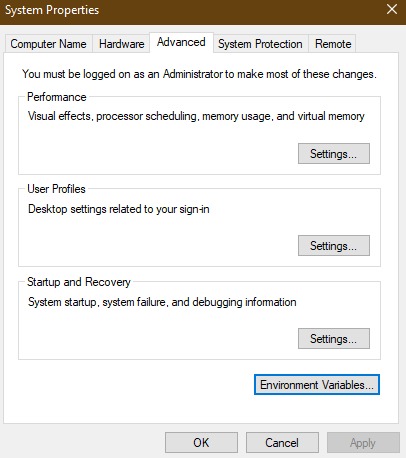 System Properties
Computer Name Hardware Advanced System Protection Remote
You must be logged on as an Administrator to make most of these changes.
Performance
Visual effects, processor scheduling, memory usage, and virtual memory
Settings...
User Profiles
Desktop settings related to your sign-in
Settings...
Startup and Recovery
System startup, system failure, and debugging information
Settings...
Environment Variables...
OK Cancel Apply